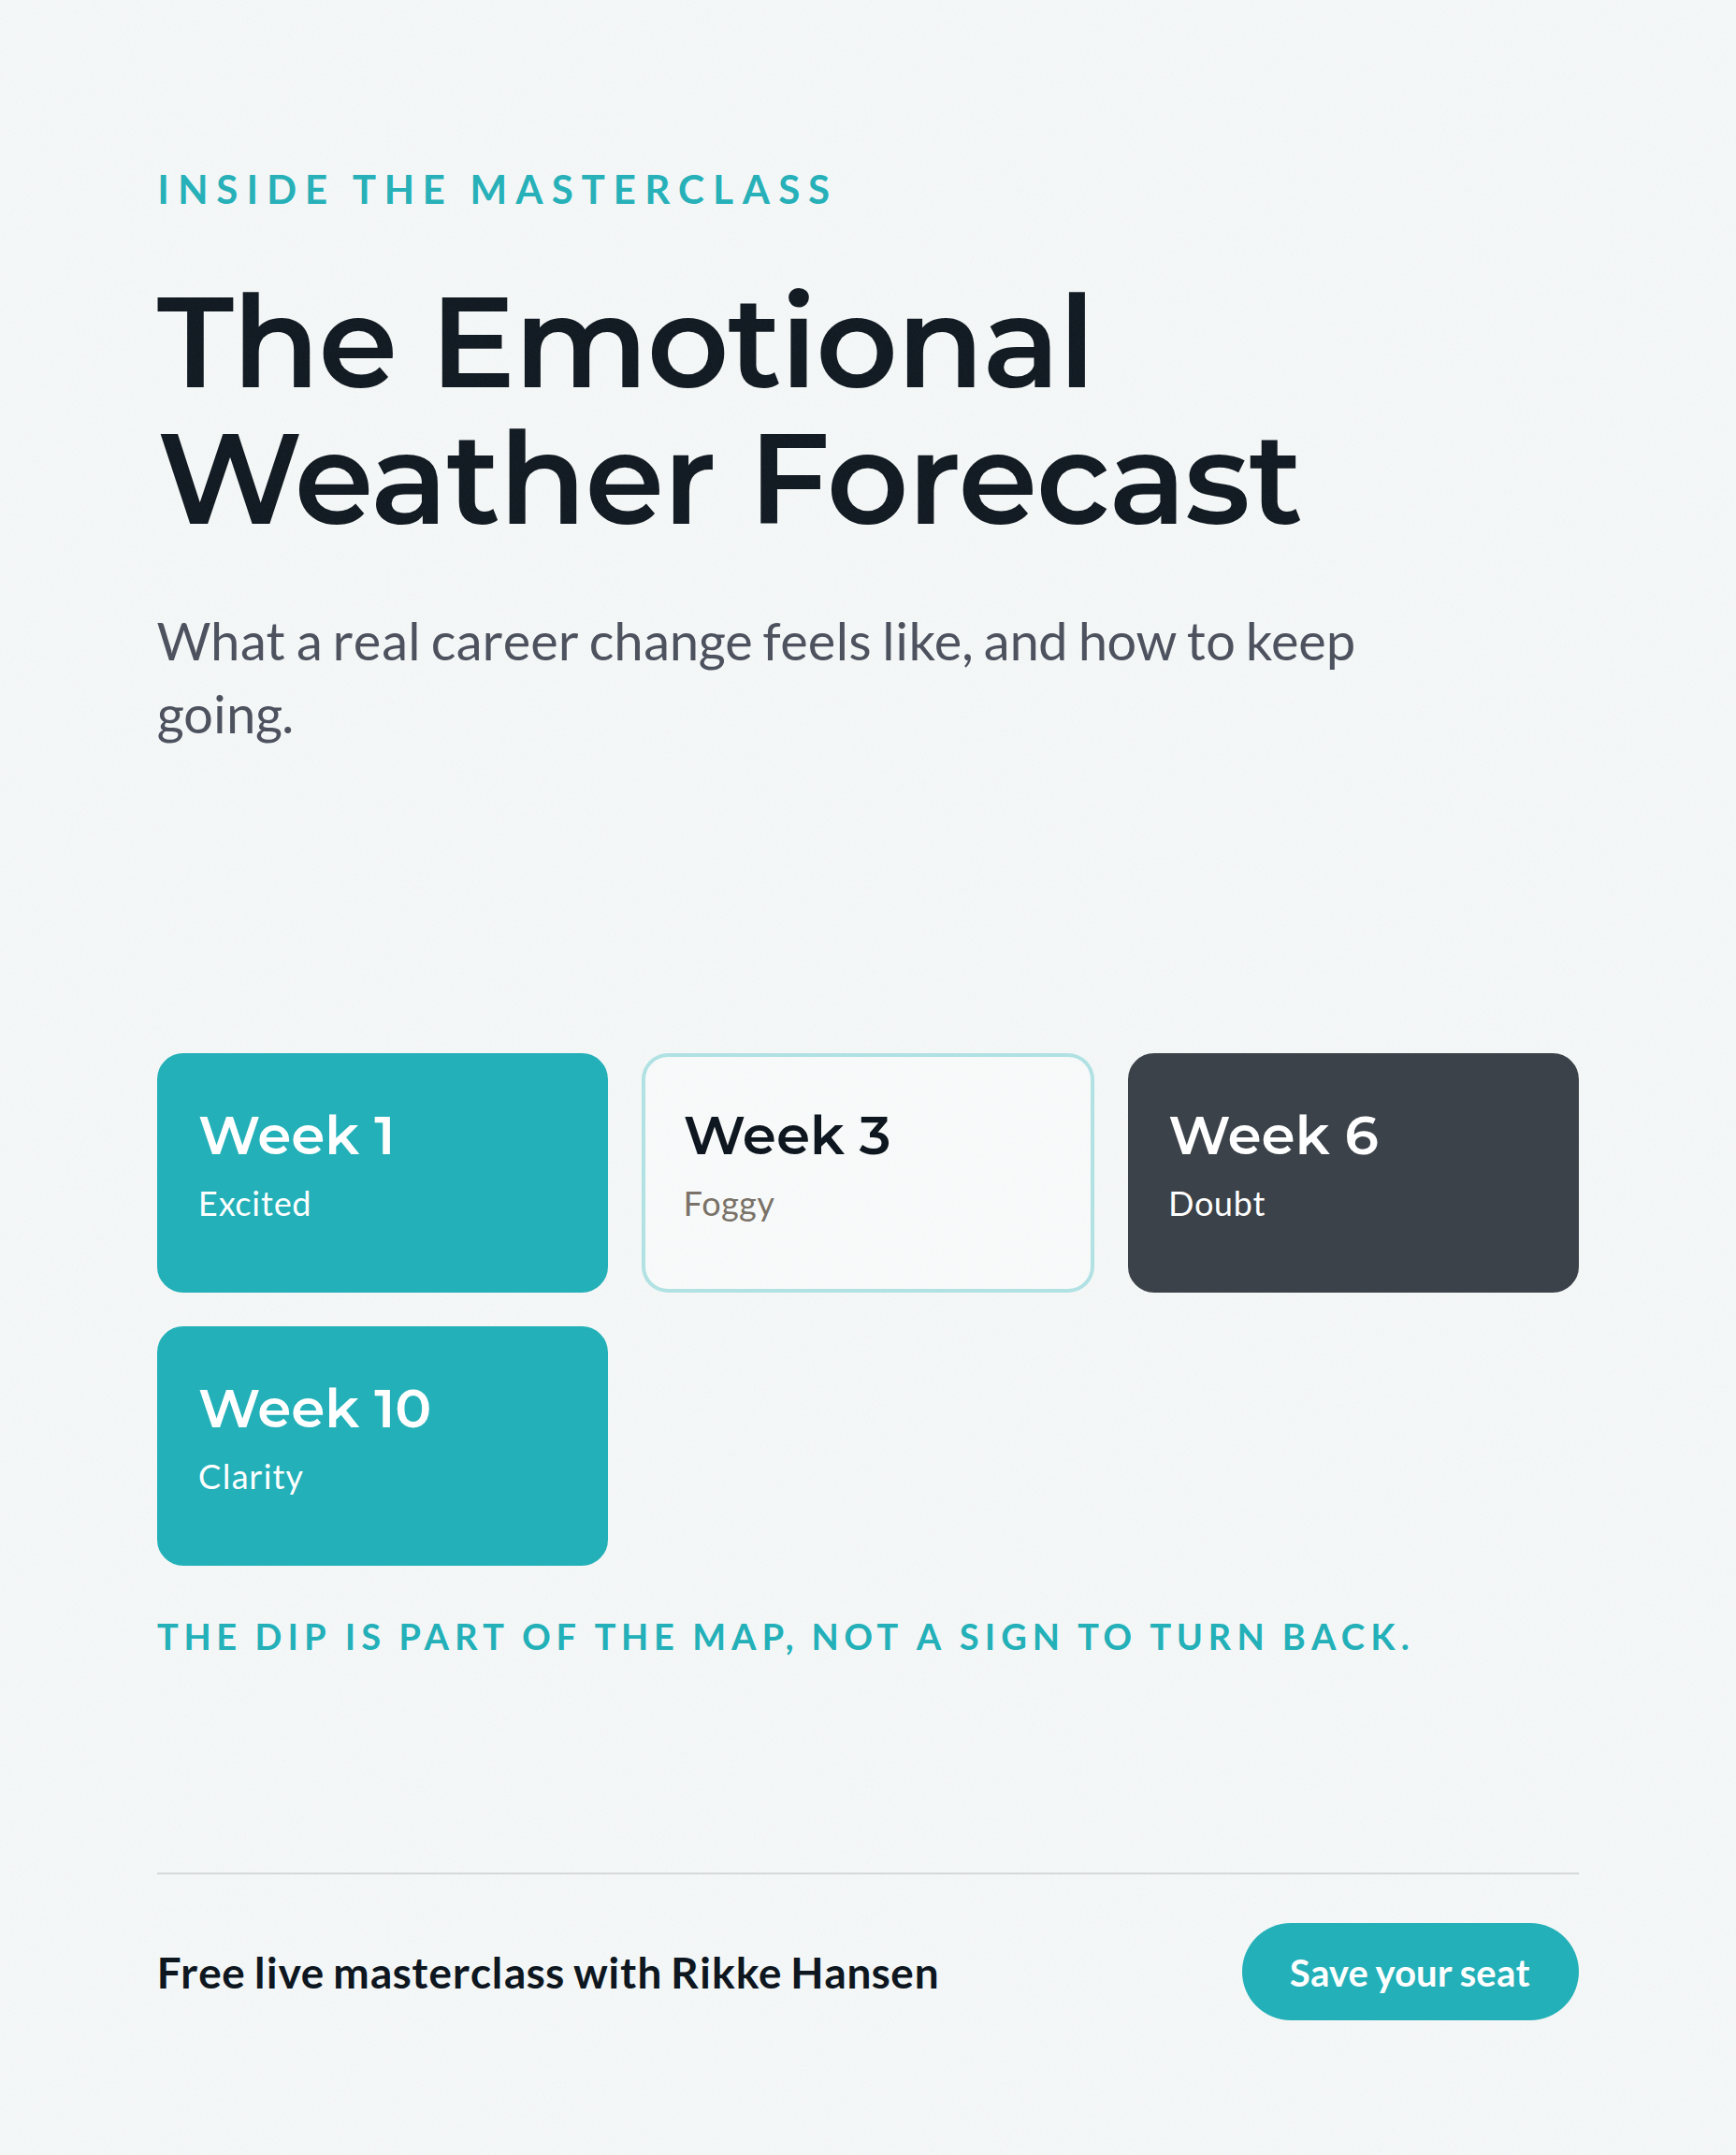 INSIDE THE MASTERCLASS
The Emotional
Weather Forecast
What a real career change feels like, and how to keep
going.
Week 1
Excited
Week 3
Foggy
Week 6
Doubt
Week 10
Clarity
THE DIP IS PART OF THE MAP, NOT A SIGN TO TURN BACK.
Free live masterclass with Rikke Hansen
Save your seat